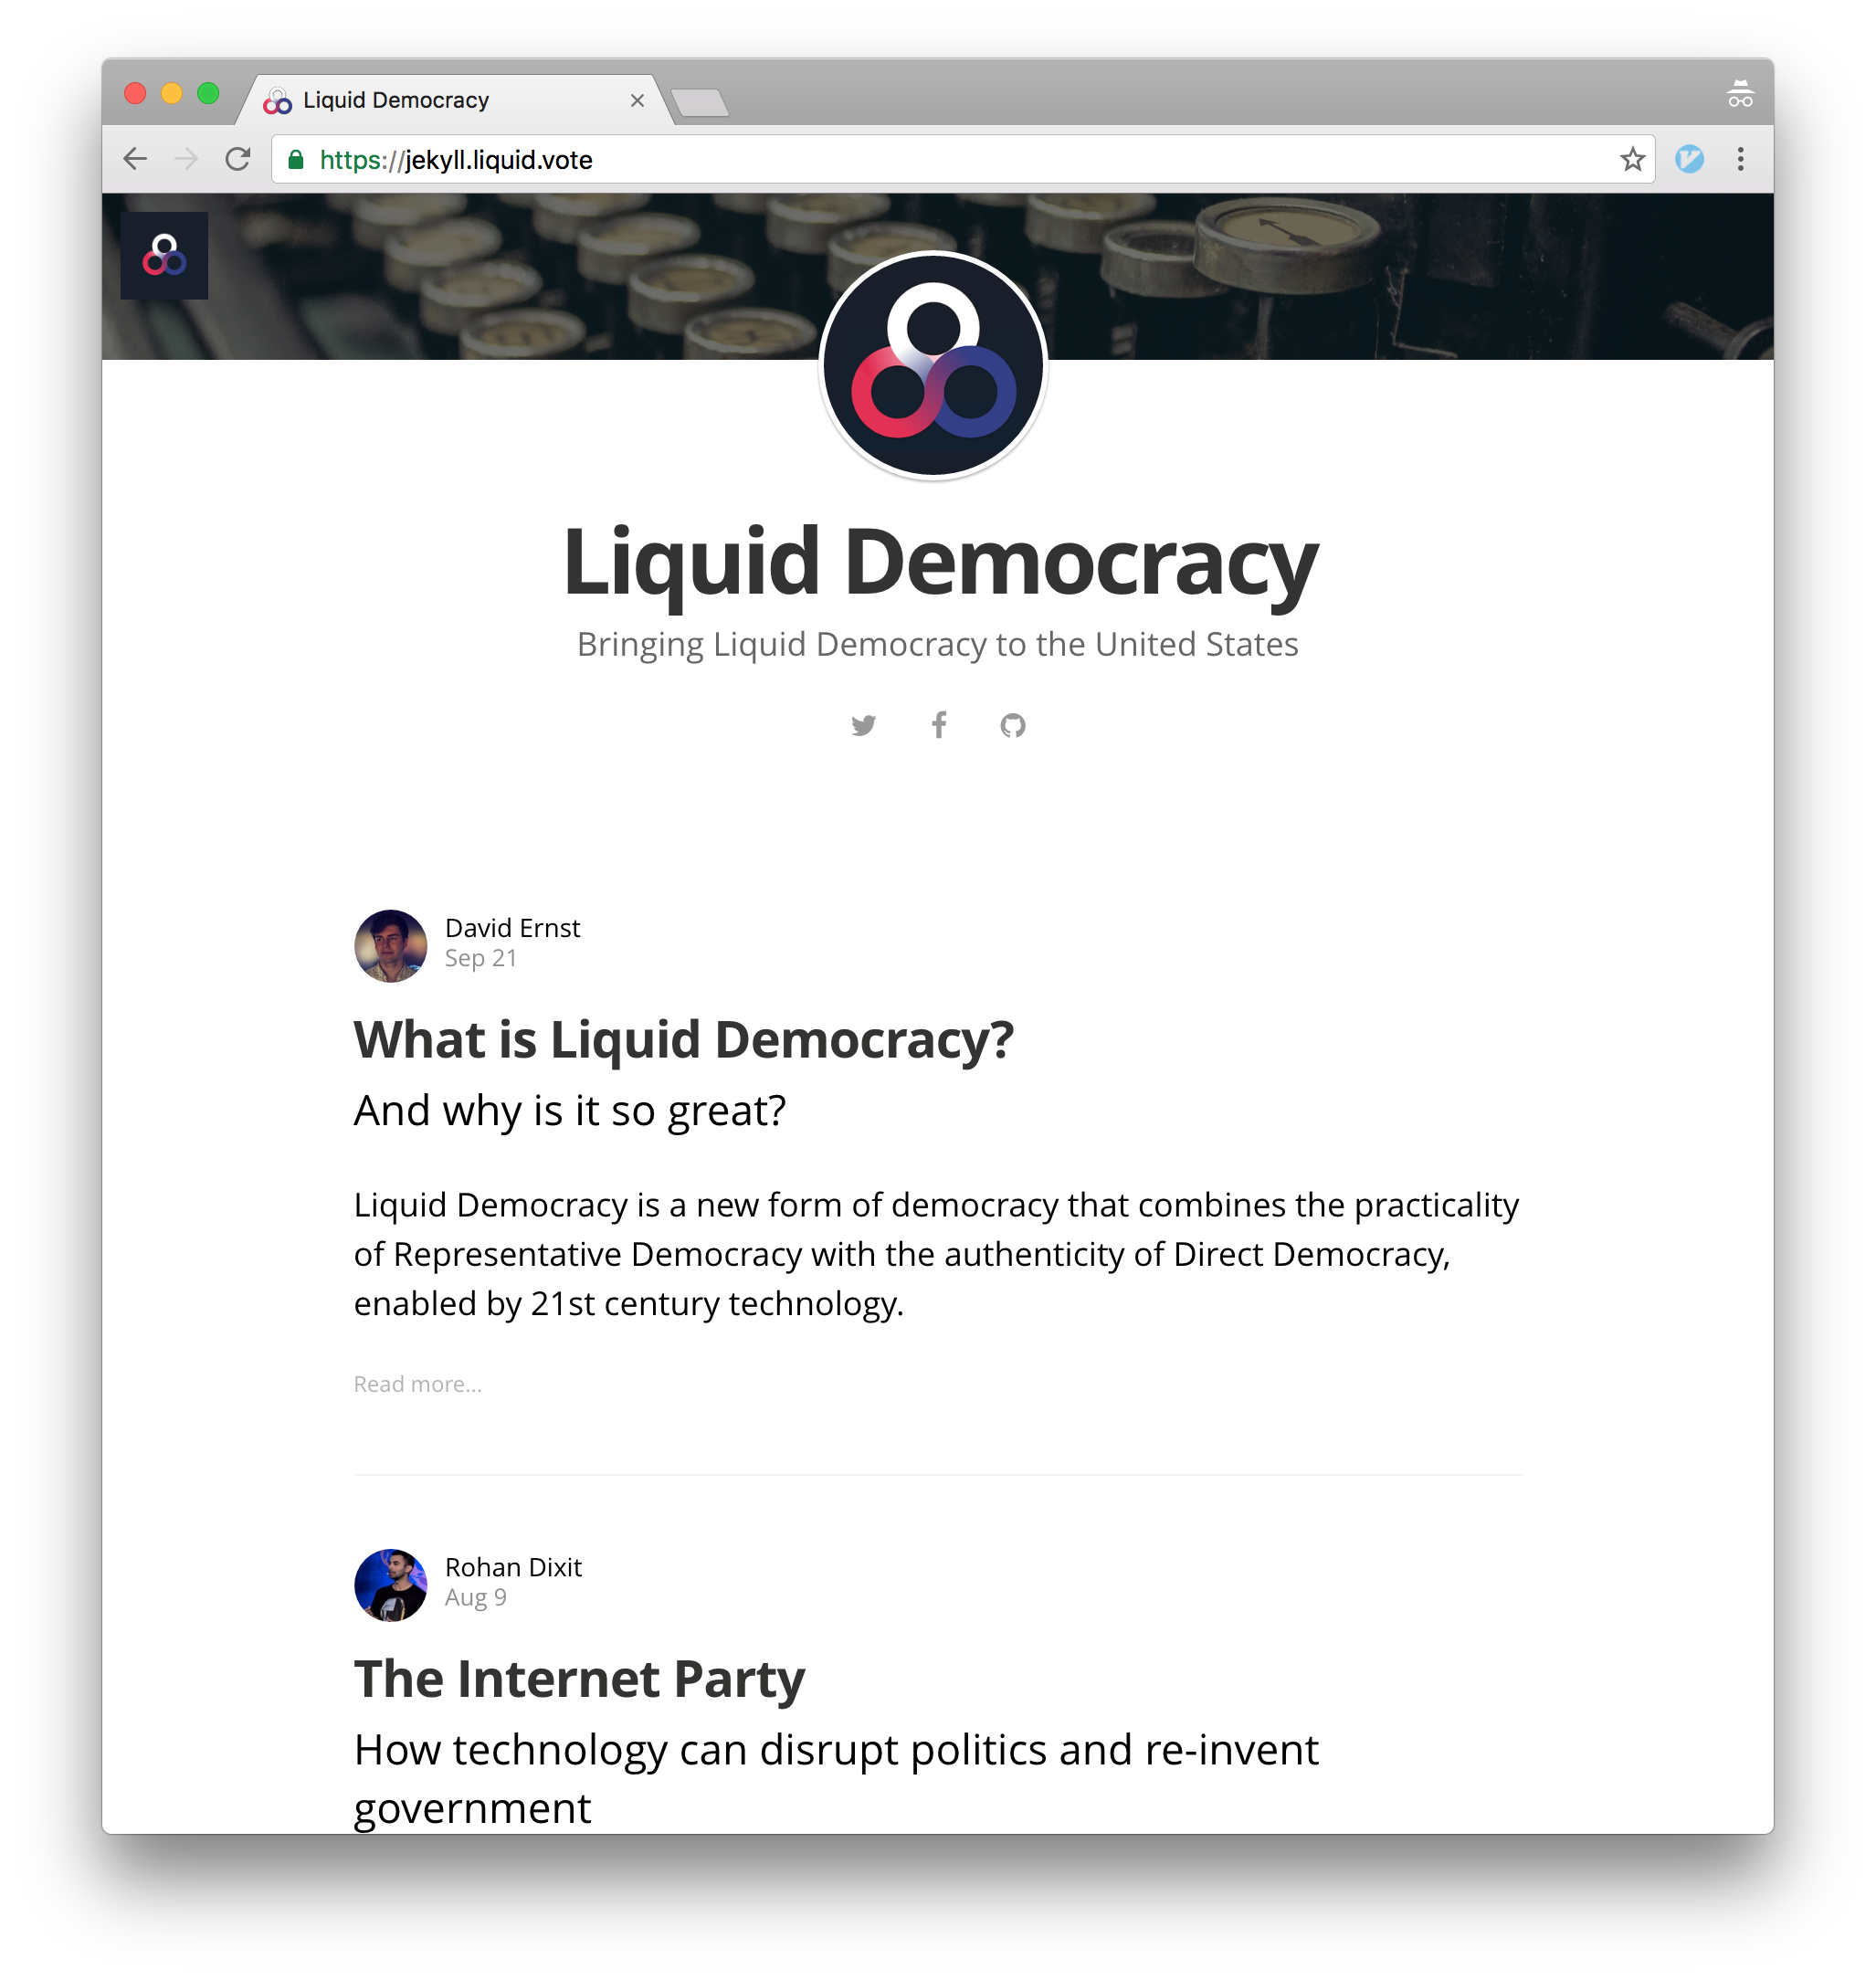 Liquid Democracy
https://jekyll.liquid.vote
Liquid Democracy
Bringing Liquid Democracy to the United States
David Ernst
Sep 21
What is Liquid Democracy?
And why is it so great?
Liquid Democracy is a new form of democracy that combines the practicality
of Representative Democracy with the authenticity of Direct Democracy,
enabled by 21st century technology.
Read more...
Rohan Dixit
Aug 9
The Internet Party
How technology can disrupt politics and re-invent
government